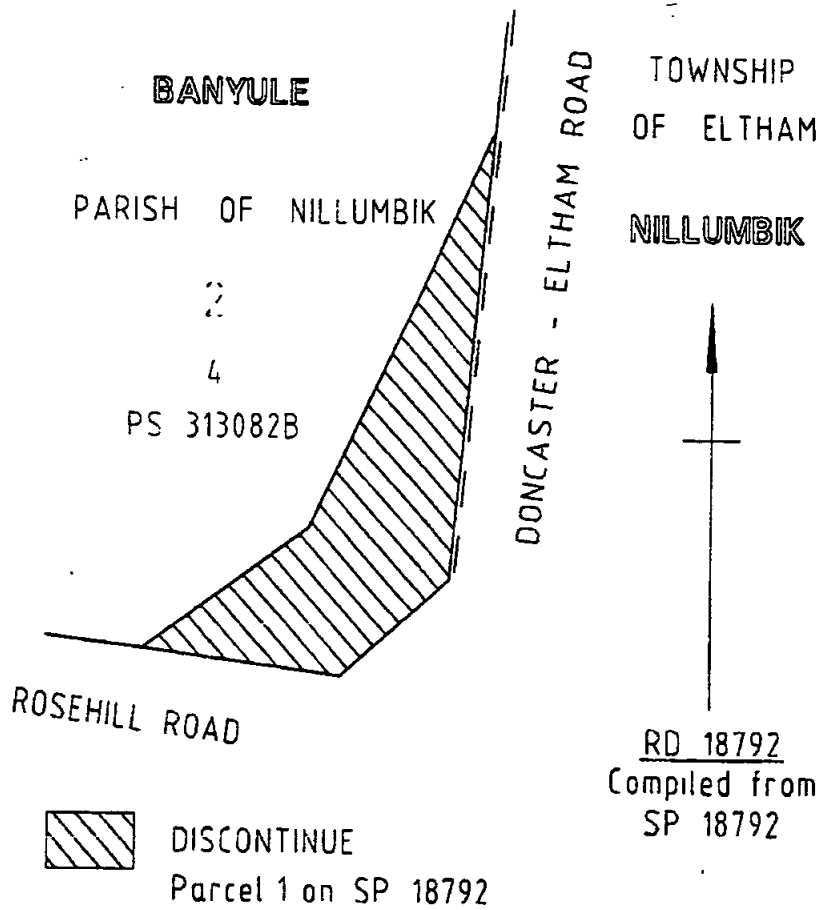 BANYULE
PARISH OF NILLUMBIK
2
4
PS 313082B
DONCASTER - ELTHAM ROAD
TOWNSHIP
OF ELTHAM
NILLUMBIK
ROSEHILL ROAD
RD 18792
Compiled from
SP 18792
DISCONTINUE
Parcel 1 on SP 18792